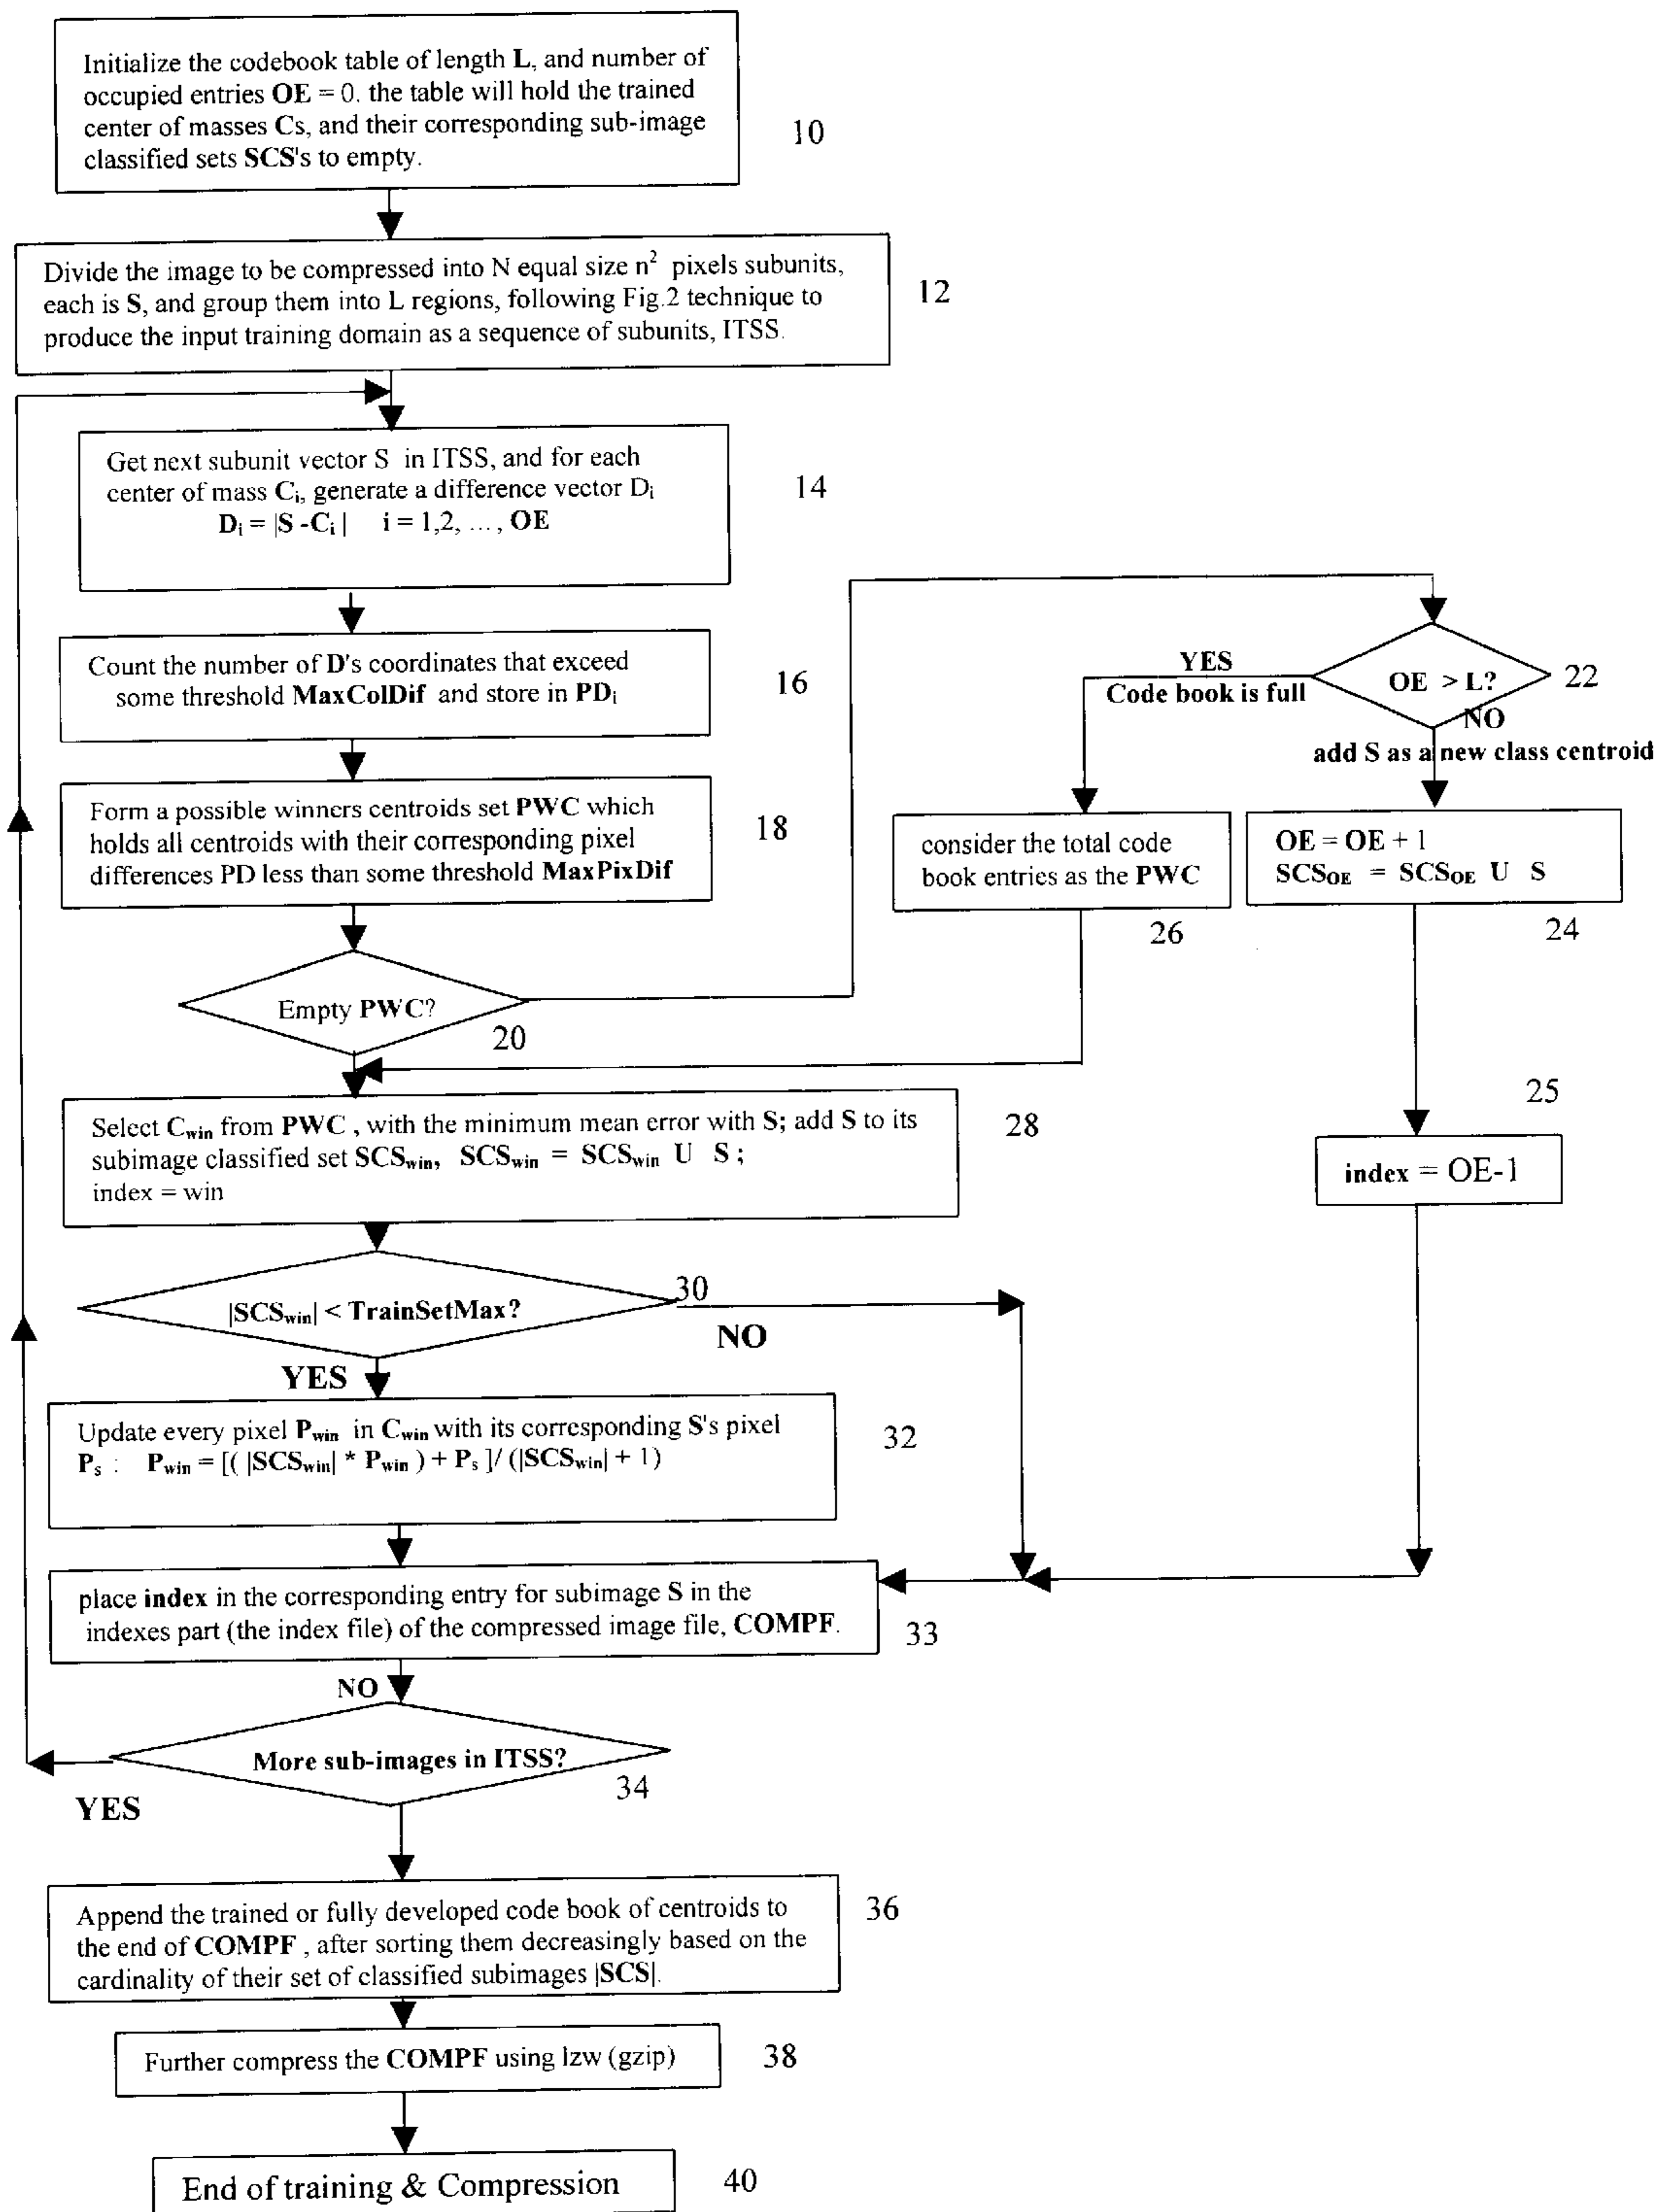 Initialize the codebook table of length L, and number of
occupied entries OE = 0. the table will hold the trained
center of masses Cs, and their corresponding sub-image
classified sets SCS's to empty.
10
Divide the image to be compressed into N equal size n² pixels subunits,
each is S, and group them into L regions, following Fig.2 technique to
produce the input training domain as a sequence of subunits, ITSS.
12
Get next subunit vector S in ITSS, and for each
center of mass Cᵢ, generate a difference vector Dᵢ
Dᵢ = |S -Cᵢ | i = 1,2, ..., OE
14
Count the number of D's coordinates that exceed
some threshold MaxColDif and store in PDᵢ
16
Form a possible winners centroids set PWC which
holds all centroids with their corresponding pixel
differences PD less than some threshold MaxPixDif
18
Empty PWC?
20
OE > L?
22
YES
Code book is full
NO
add S as a new class centroid
consider the total code
book entries as the PWC
26
OE = OE + 1
SCS_OE = SCS_OE U S
24
25
index = OE-1
Select C_win from PWC , with the minimum mean error with S; add S to its
subimage classified set SCS_win, SCS_win = SCS_win U S ;
index = win
28
|SCS_win| < TrainSetMax?
30
NO
YES
Update every pixel P_win in C_win with its corresponding S's pixel
P_s : P_win = [( |SCS_win| * P_win ) + P_s ]/ (|SCS_win| + 1)
32
place index in the corresponding entry for subimage S in the
indexes part (the index file) of the compressed image file, COMPF.
33
NO
More sub-images in ITSS?
34
YES
Append the trained or fully developed code book of centroids to
the end of COMPF , after sorting them decreasingly based on the
cardinality of their set of classified subimages |SCS|.
36
Further compress the COMPF using lzw (gzip)
38
End of training & Compression
40